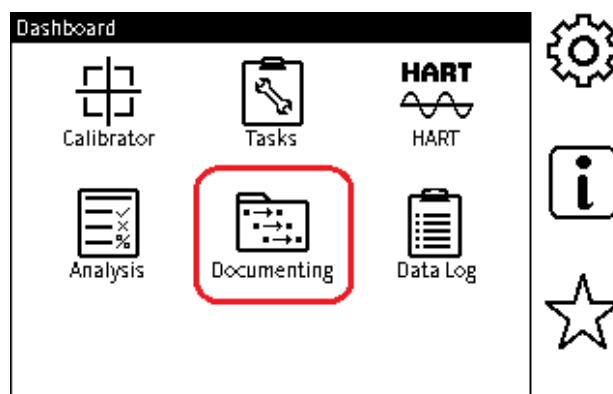 Dashboard
HART
Calibrator Tasks HART
%
Analysis Documenting Data Log
i